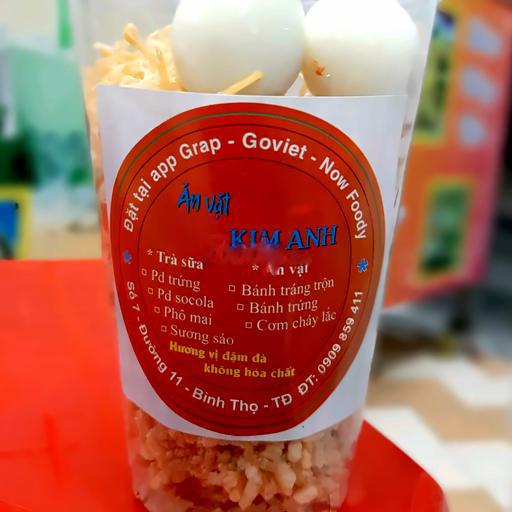 Đặt tại app Grap - Goviet - Now Foody
Ăn vặt
KIM ANH
* Trà sữa
□ Pd trứng
□ Pd socola
□ Phô mai
□ Sương sáo
* Ăn vặt
□ Bánh tráng trộn
□ Bánh trứng
□ Cơm cháy lắc
Hương vị đậm đà
không hóa chất
Số 7 - Đường 11 - Bình Thọ - TĐ ĐT: 0909 859 411